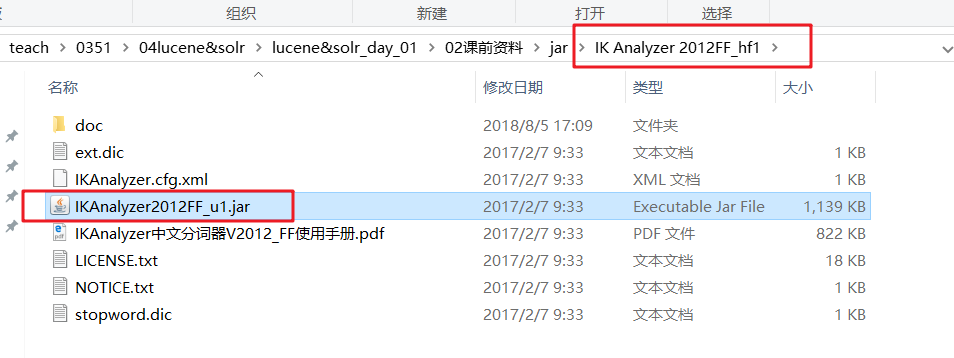 组织 新建 打开 选择
teach > 0351 > 04lucene&solr > lucene&solr_day_01 > 02课前资料 > jar > IK Analyzer 2012FF_hf1 >
名称 修改日期 类型 大小
doc 2018/8/5 17:09 文件夹
ext.dic 2017/2/7 9:33 文本文档 1 KB
IKAnalyzer.cfg.xml 2017/2/7 9:33 XML 文档 1 KB
IKAnalyzer2012FF_u1.jar 2017/2/7 9:33 Executable Jar File 1,139 KB
IKAnalyzer中文分词器V2012_FF使用手册.pdf 2017/2/7 9:33 PDF 文件 822 KB
LICENSE.txt 2017/2/7 9:33 文本文档 18 KB
NOTICE.txt 2017/2/7 9:33 文本文档 1 KB
stopword.dic 2017/2/7 9:33 文本文档 1 KB